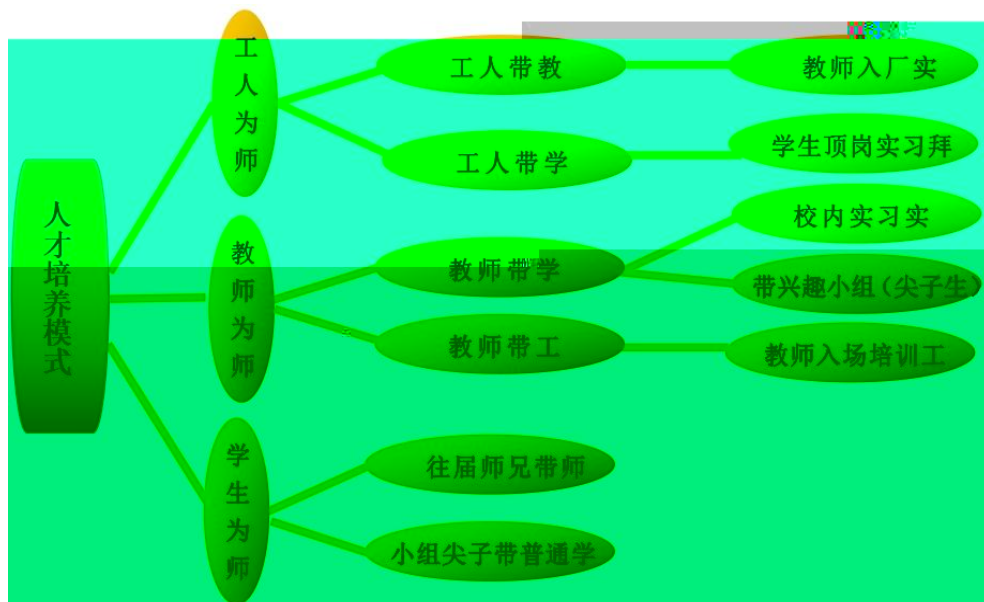 人才培养模式
工人为师
工人带教
教师入厂实
工人带学
学生顶岗实习拜
教师为师
教师带学
校内实习实
带兴趣小组（尖子生）
教师带工
教师入场培训工
学生为师
往届师兄带师
小组尖子带普通学